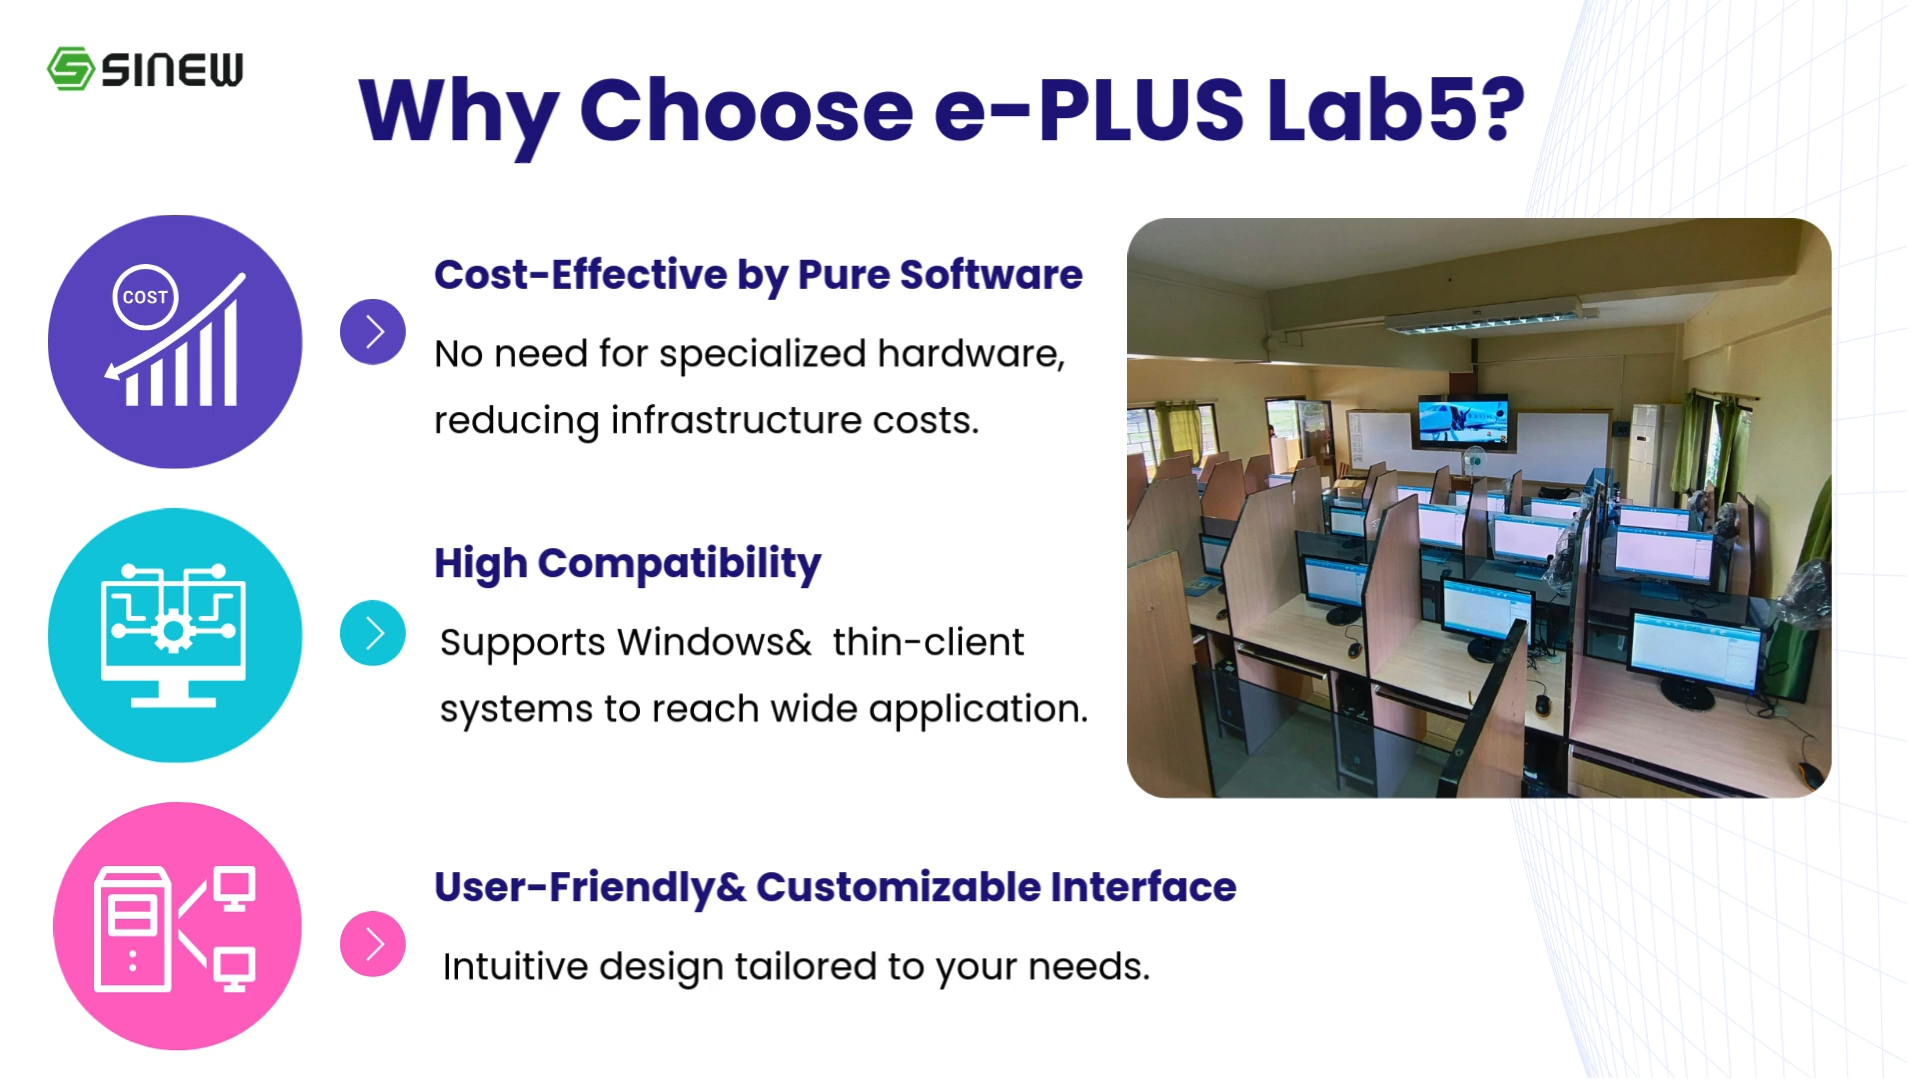 SINEW
Why Choose e-PLUS Lab5?
COST
Cost-Effective by Pure Software
No need for specialized hardware,
reducing infrastructure costs.
High Compatibility
Supports Windows&  thin-client
systems to reach wide application.
User-Friendly& Customizable Interface
Intuitive design tailored to your needs.